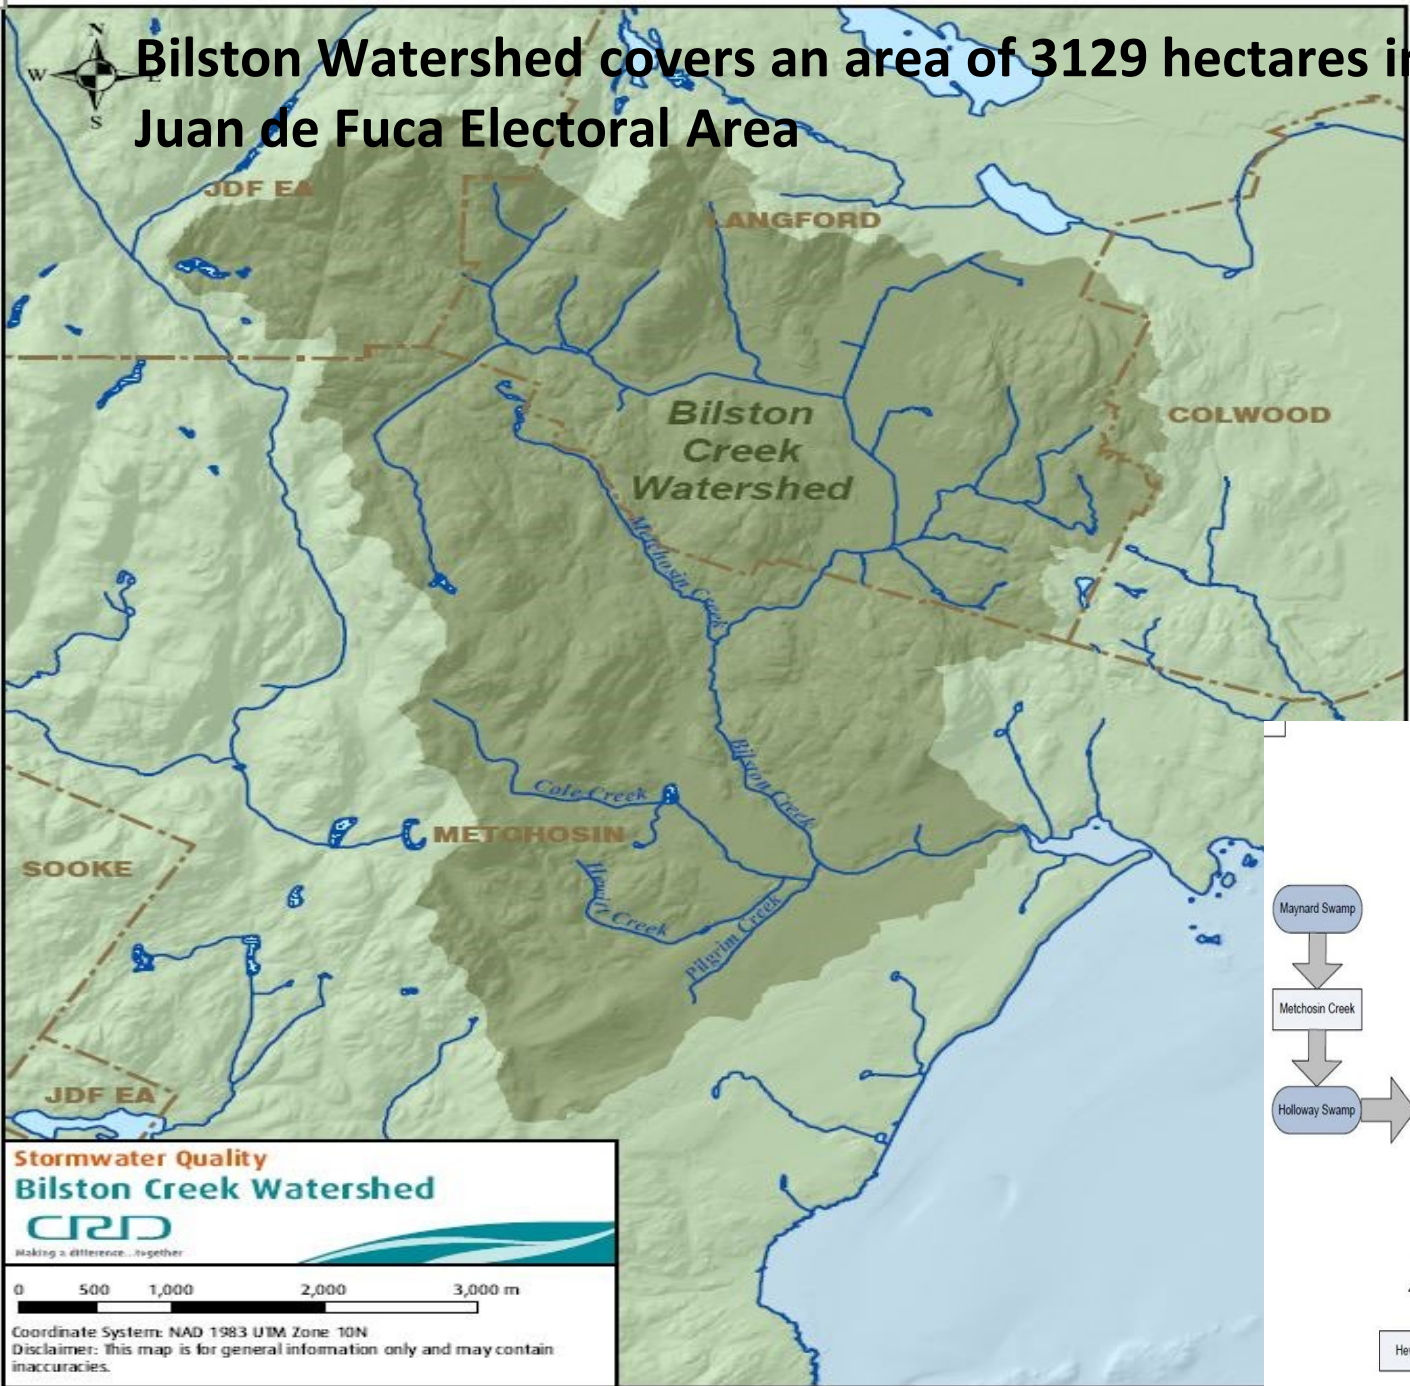 N
W
E
S
Bilston Watershed covers an area of 3129 hectares in
Juan de Fuca Electoral Area
JDF EA
LANGFORD
COLWOOD
Bilston
Creek
Watershed
Metchosin Creek
Bilston Creek
Cole Creek
METCHOSIN
SOOKE
Creek
Pilgrim Creek
JDF EA
Maynard Swamp
Metchosin Creek
Holloway Swamp
Stormwater Quality
Bilston Creek Watershed
CRD
Making a difference...together
0 500 1,000 2,000 3,000 m
Coordinate System: NAD 1983 UTM Zone 10N
Disclaimer: This map is for general information only and may contain
inaccuracies.